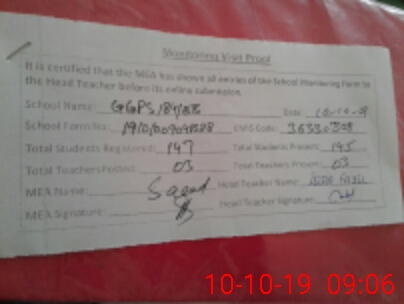 Monitoring Visit Proof
It is certified that the MEA has shown all entries of the School Monitoring Form to
the Head Teacher before its online submission.
School Name: GGPS /84/ Date: 10-10-
School Form No: EMIS Code:
Total Students Registered: 147 Total Students Present: 145
Total Teachers Posted: 03 Total Teachers Present: 03
MEA Name: Saeed Head Teacher Name:
MEA Signature: Head Teacher Signature:
10-10-19 09:06